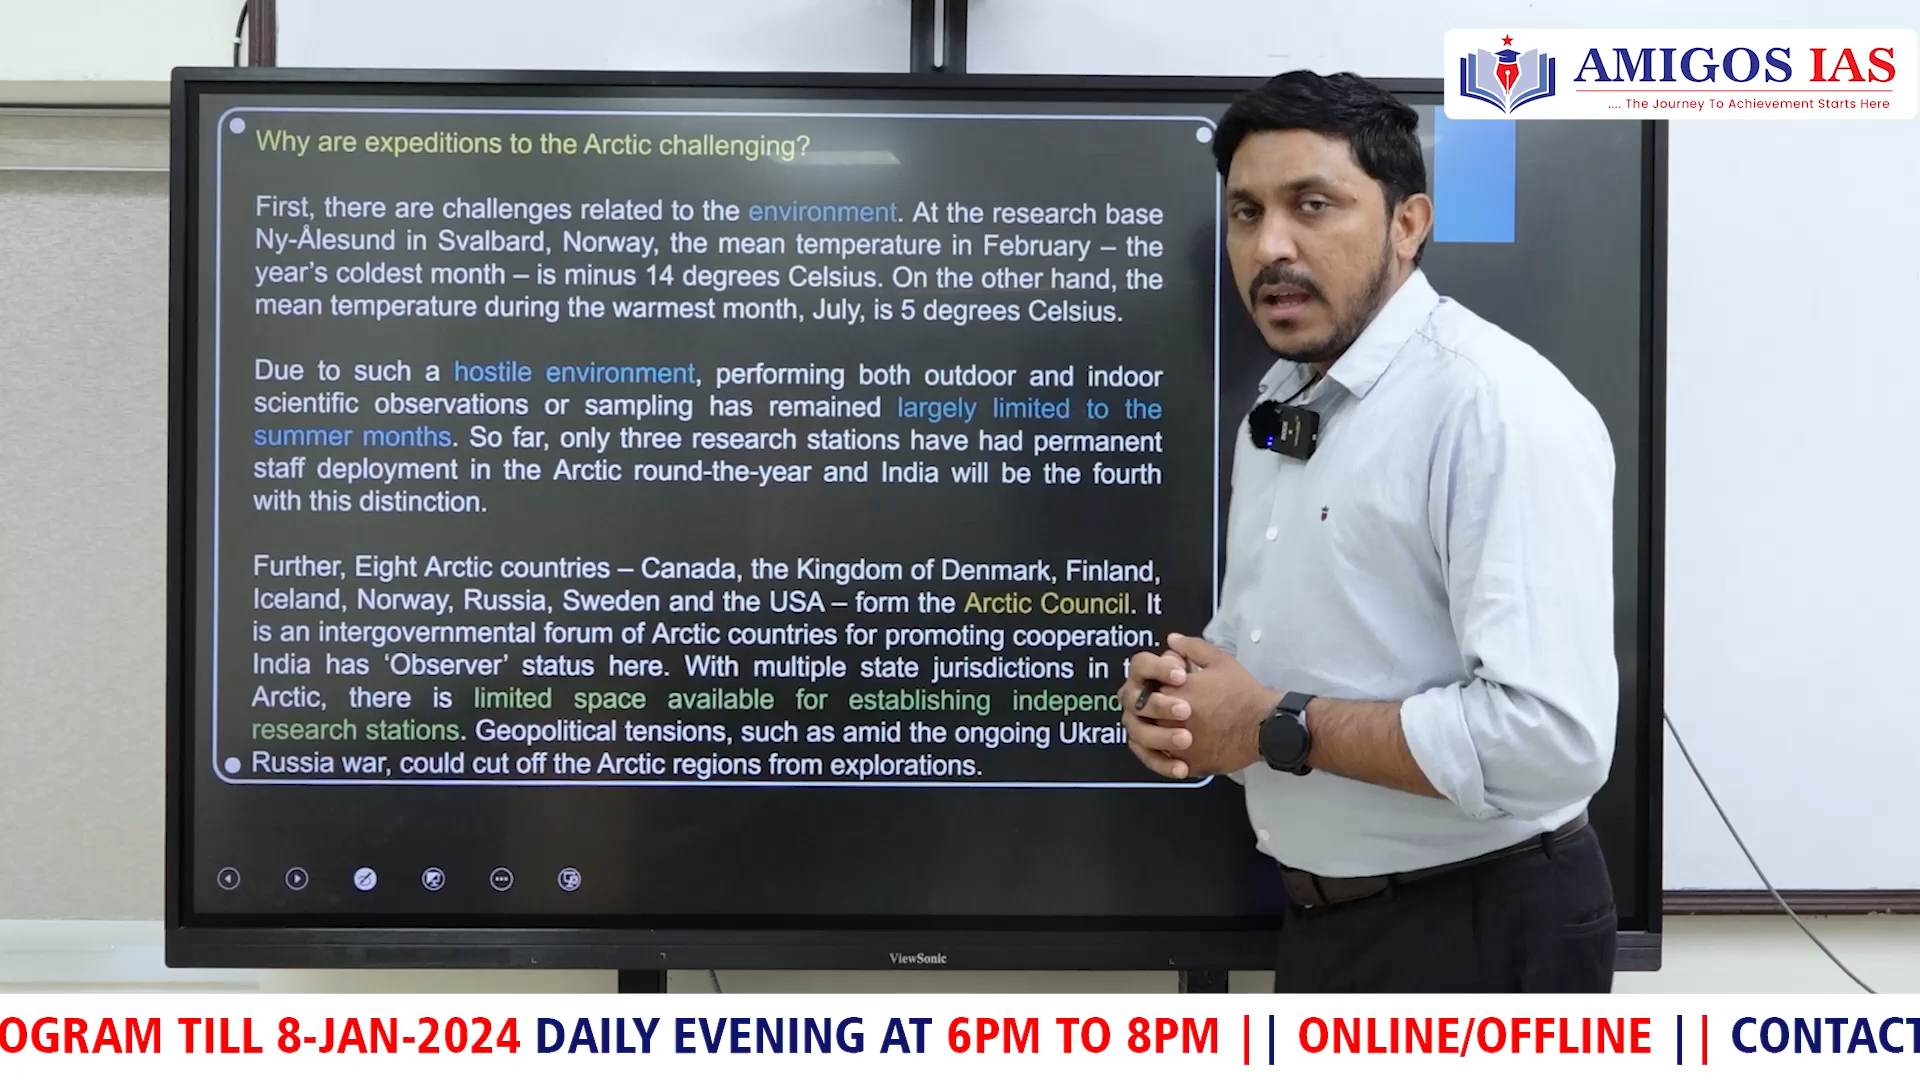 AMIGOS IAS
.... The Journey To Achievement Starts Here
Why are expeditions to the Arctic challenging?
First, there are challenges related to the environment. At the research base
Ny-Ålesund in Svalbard, Norway, the mean temperature in February – the
year's coldest month – is minus 14 degrees Celsius. On the other hand, the
mean temperature during the warmest month, July, is 5 degrees Celsius.
Due to such a hostile environment, performing both outdoor and indoor
scientific observations or sampling has remained largely limited to the
summer months. So far, only three research stations have had permanent
staff deployment in the Arctic round-the-year and India will be the fourth
with this distinction.
Further, Eight Arctic countries – Canada, the Kingdom of Denmark, Finland,
Iceland, Norway, Russia, Sweden and the USA – form the Arctic Council. It
is an intergovernmental forum of Arctic countries for promoting cooperation.
India has ‘Observer’ status here. With multiple state jurisdictions in
Arctic, there is limited space available for establishing
research stations. Geopolitical tensions, such as amid the ongoing
Russia war, could cut off the Arctic regions from explorations.
ViewSonic
OGRAM TILL 8-JAN-2024 DAILY EVENING AT 6PM TO 8PM || ONLINE/OFFLINE || CONTACT